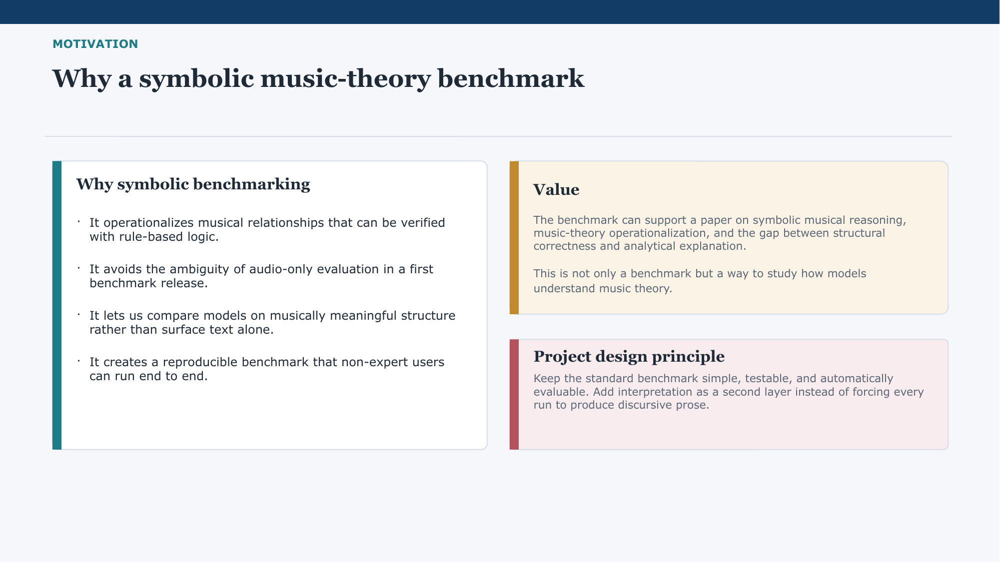 MOTIVATION
Why a symbolic music-theory benchmark
Why symbolic benchmarking
· It operationalizes musical relationships that can be verified
with rule-based logic.
· It avoids the ambiguity of audio-only evaluation in a first
benchmark release.
· It lets us compare models on musically meaningful structure
rather than surface text alone.
· It creates a reproducible benchmark that non-expert users
can run end to end.
Value
The benchmark can support a paper on symbolic musical reasoning,
music-theory operationalization, and the gap between structural
correctness and analytical explanation.
This is not only a benchmark but a way to study how models
understand music theory.
Project design principle
Keep the standard benchmark simple, testable, and automatically
evaluable. Add interpretation as a second layer instead of forcing every
run to produce discursive prose.